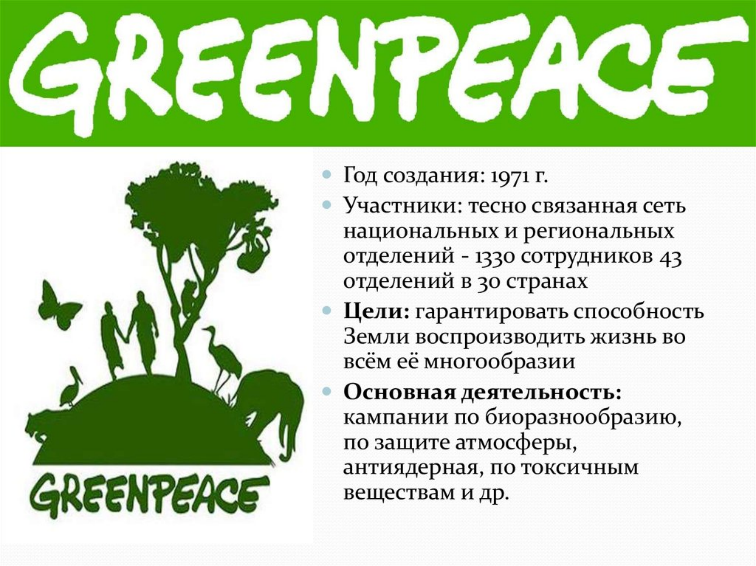 GREENPEACE
Год создания: 1971 г.
Участники: тесно связанная сеть
национальных и региональных
отделений - 1330 сотрудников 43
отделений в 30 странах
Цели: гарантировать способность
Земли воспроизводить жизнь во
всём её многообразии
Основная деятельность:
кампании по биоразнообразию,
по защите атмосферы,
антиядерная, по токсичным
веществам и др.
GREENPEACE